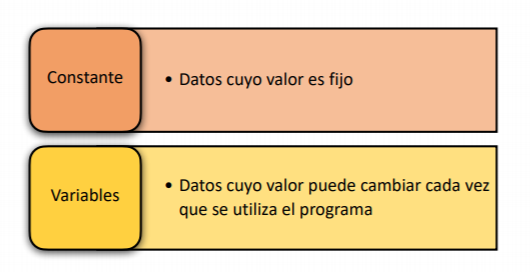 Constante
• Datos cuyo valor es fijo
Variables
• Datos cuyo valor puede cambiar cada vez
que se utiliza el programa